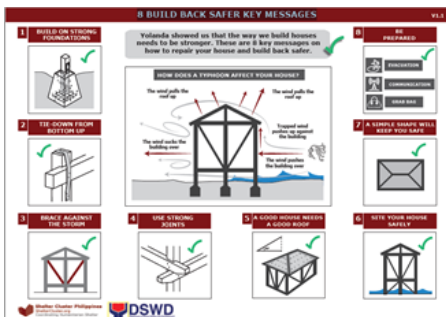 8 BUILD BACK SAFER KEY MESSAGES
V1.1
1
BUILD ON STRONG
FOUNDATIONS
Yolanda showed us that the way we build houses
needs to be stronger. These are 8 key messages on
how to repair your house and build back safer.
8
BE
PREPARED
EVACUATION
COMMUNICATION
GRAB BAG
HOW DOES A TYPHOON AFFECT YOUR HOUSE?
The wind pulls the
roof up
The wind pulls the
roof up
The wind sucks the
building over
Trapped wind
pushes up against
the building
The wind pushes
the building over
2
TIE-DOWN FROM
BOTTOM UP
7
A SIMPLE SHAPE WILL
KEEP YOU SAFE
3
BRACE AGAINST
THE STORM
4
USE STRONG
JOINTS
5
A GOOD HOUSE NEEDS
A GOOD ROOF
6
SITE YOUR HOUSE
SAFELY
Shelter Cluster Philippines
ShelterCluster.org
Coordinating Humanitarian Shelter
DSWD